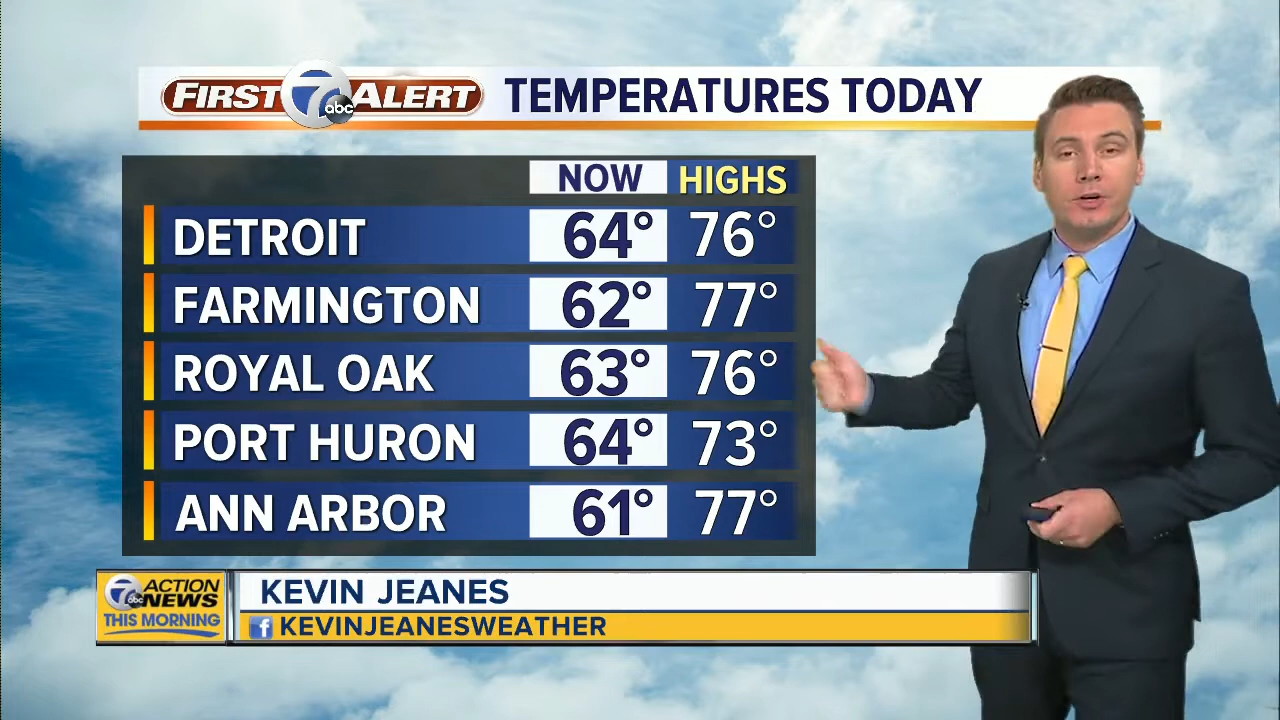 FIRST 7 abc ALERT TEMPERATURES TODAY
NOW HIGHS
DETROIT 64° 76°
FARMINGTON 62° 77°
ROYAL OAK 63° 76°
PORT HURON 64° 73°
ANN ARBOR 61° 77°
7 abc ACTION NEWS
THIS MORNING
KEVIN JEANES
f KEVINJEANESWEATHER